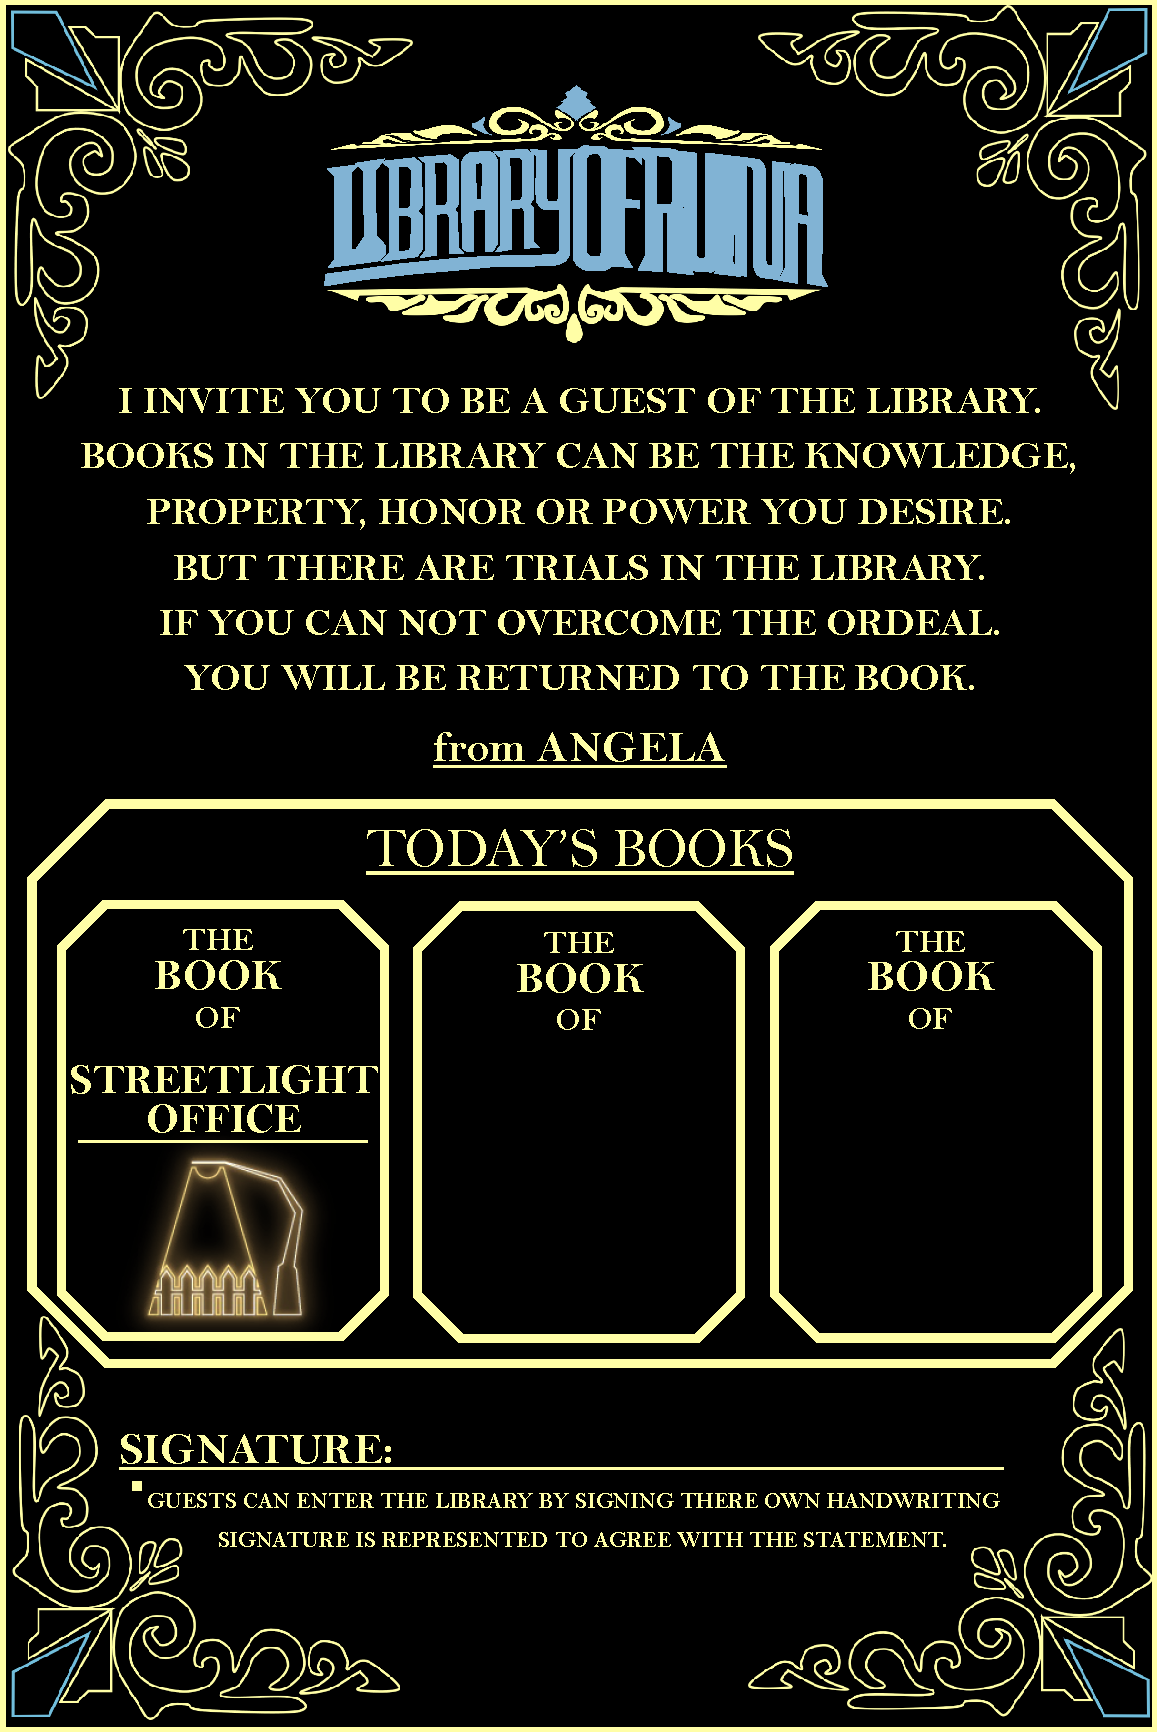 LIBRARY OF RUINA
I INVITE YOU TO BE A GUEST OF THE LIBRARY.
BOOKS IN THE LIBRARY CAN BE THE KNOWLEDGE,
PROPERTY, HONOR OR POWER YOU DESIRE.
BUT THERE ARE TRIALS IN THE LIBRARY.
IF YOU CAN NOT OVERCOME THE ORDEAL.
YOU WILL BE RETURNED TO THE BOOK.
from ANGELA
TODAY'S BOOKS
THE
BOOK
OF
STREETLIGHT
OFFICE
THE
BOOK
OF
THE
BOOK
OF
SIGNATURE:
GUESTS CAN ENTER THE LIBRARY BY SIGNING THERE OWN HANDWRITING
SIGNATURE IS REPRESENTED TO AGREE WITH THE STATEMENT.